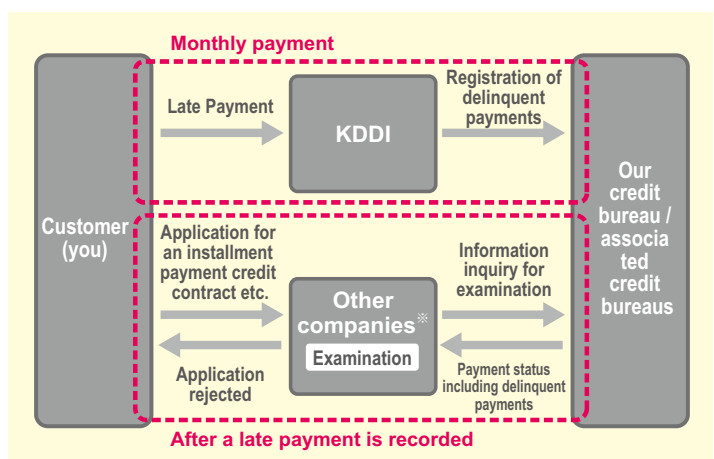 Monthly payment
Customer
(you)
Late Payment
KDDI
Registration of
delinquent
payments
Our
credit
bureau /
associa
ted
credit
bureaus
Application for
an installment
payment credit
contract etc.
Other
companies※
Examination
Information
inquiry for
examination
Application
rejected
Payment status
including delinquent
payments
After a late payment is recorded